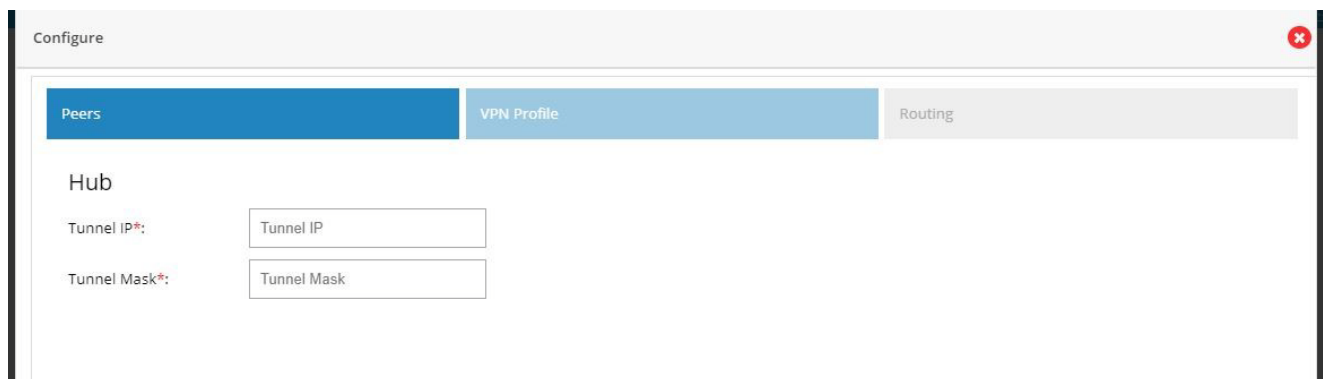 Configure
Peers VPN Profile Routing
Hub
Tunnel IP*: Tunnel IP
Tunnel Mask*: Tunnel Mask